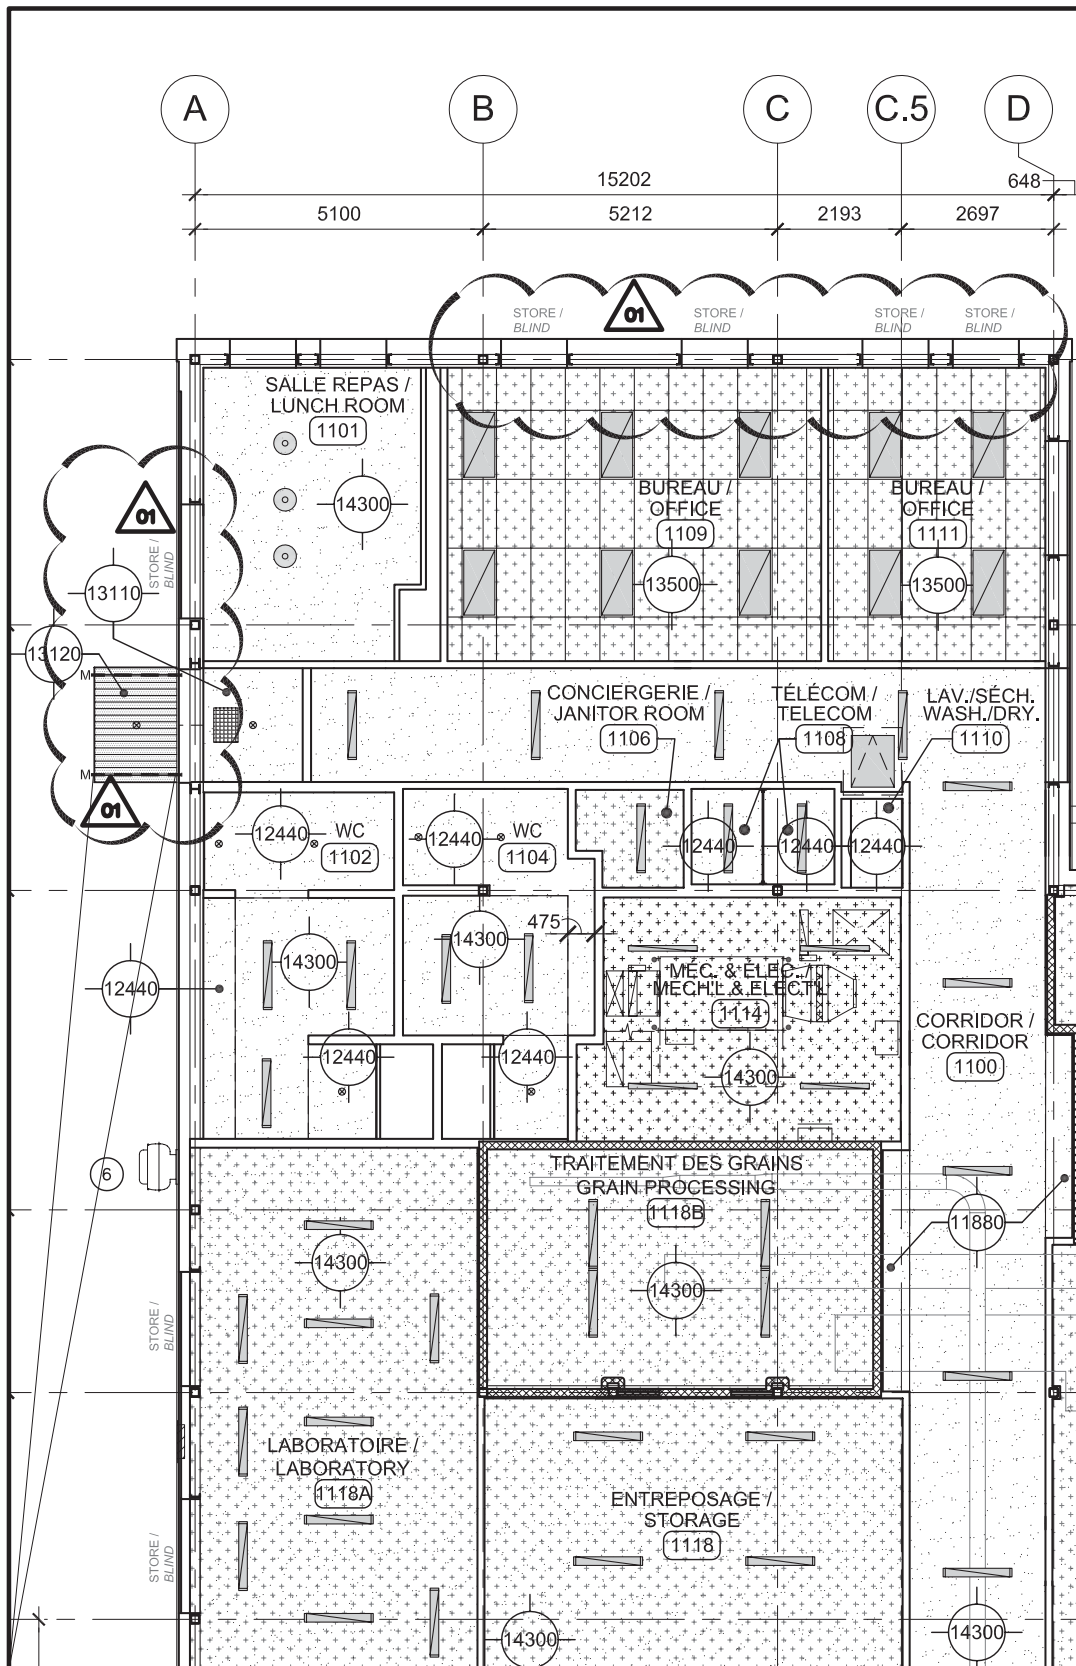 A
B
C
C.5
D
15202
648
5100
5212
2193
2697
STORE /
BLIND
01
STORE /
BLIND
STORE /
BLIND
STORE /
BLIND
SALLE REPAS /
LUNCH ROOM
1101
14300
BUREAU /
OFFICE
1109
13500
BUREAU /
OFFICE
1111
13500
01
STORE /
BLIND
13110
13120
M
M
01
CONCIERGERIE /
JANITOR ROOM
1106
TÉLÉCOM /
TELECOM
1108
LAV./SÉCH.
WASH./DRY.
1110
12440
WC
1102
12440
WC
1104
12440
12440
12440
475
14300
14300
12440
MÉC. & ÉLEC. /
MECH'L & ELECT'L
1114
14300
12440
12440
CORRIDOR /
CORRIDOR
1100
6
TRAITEMENT DES GRAINS
GRAIN PROCESSING
1118B
14300
14300
11880
STORE /
BLIND
LABORATOIRE /
LABORATORY
1118A
ENTREPOSAGE /
STORAGE
1118
STORE /
BLIND
14300
14300